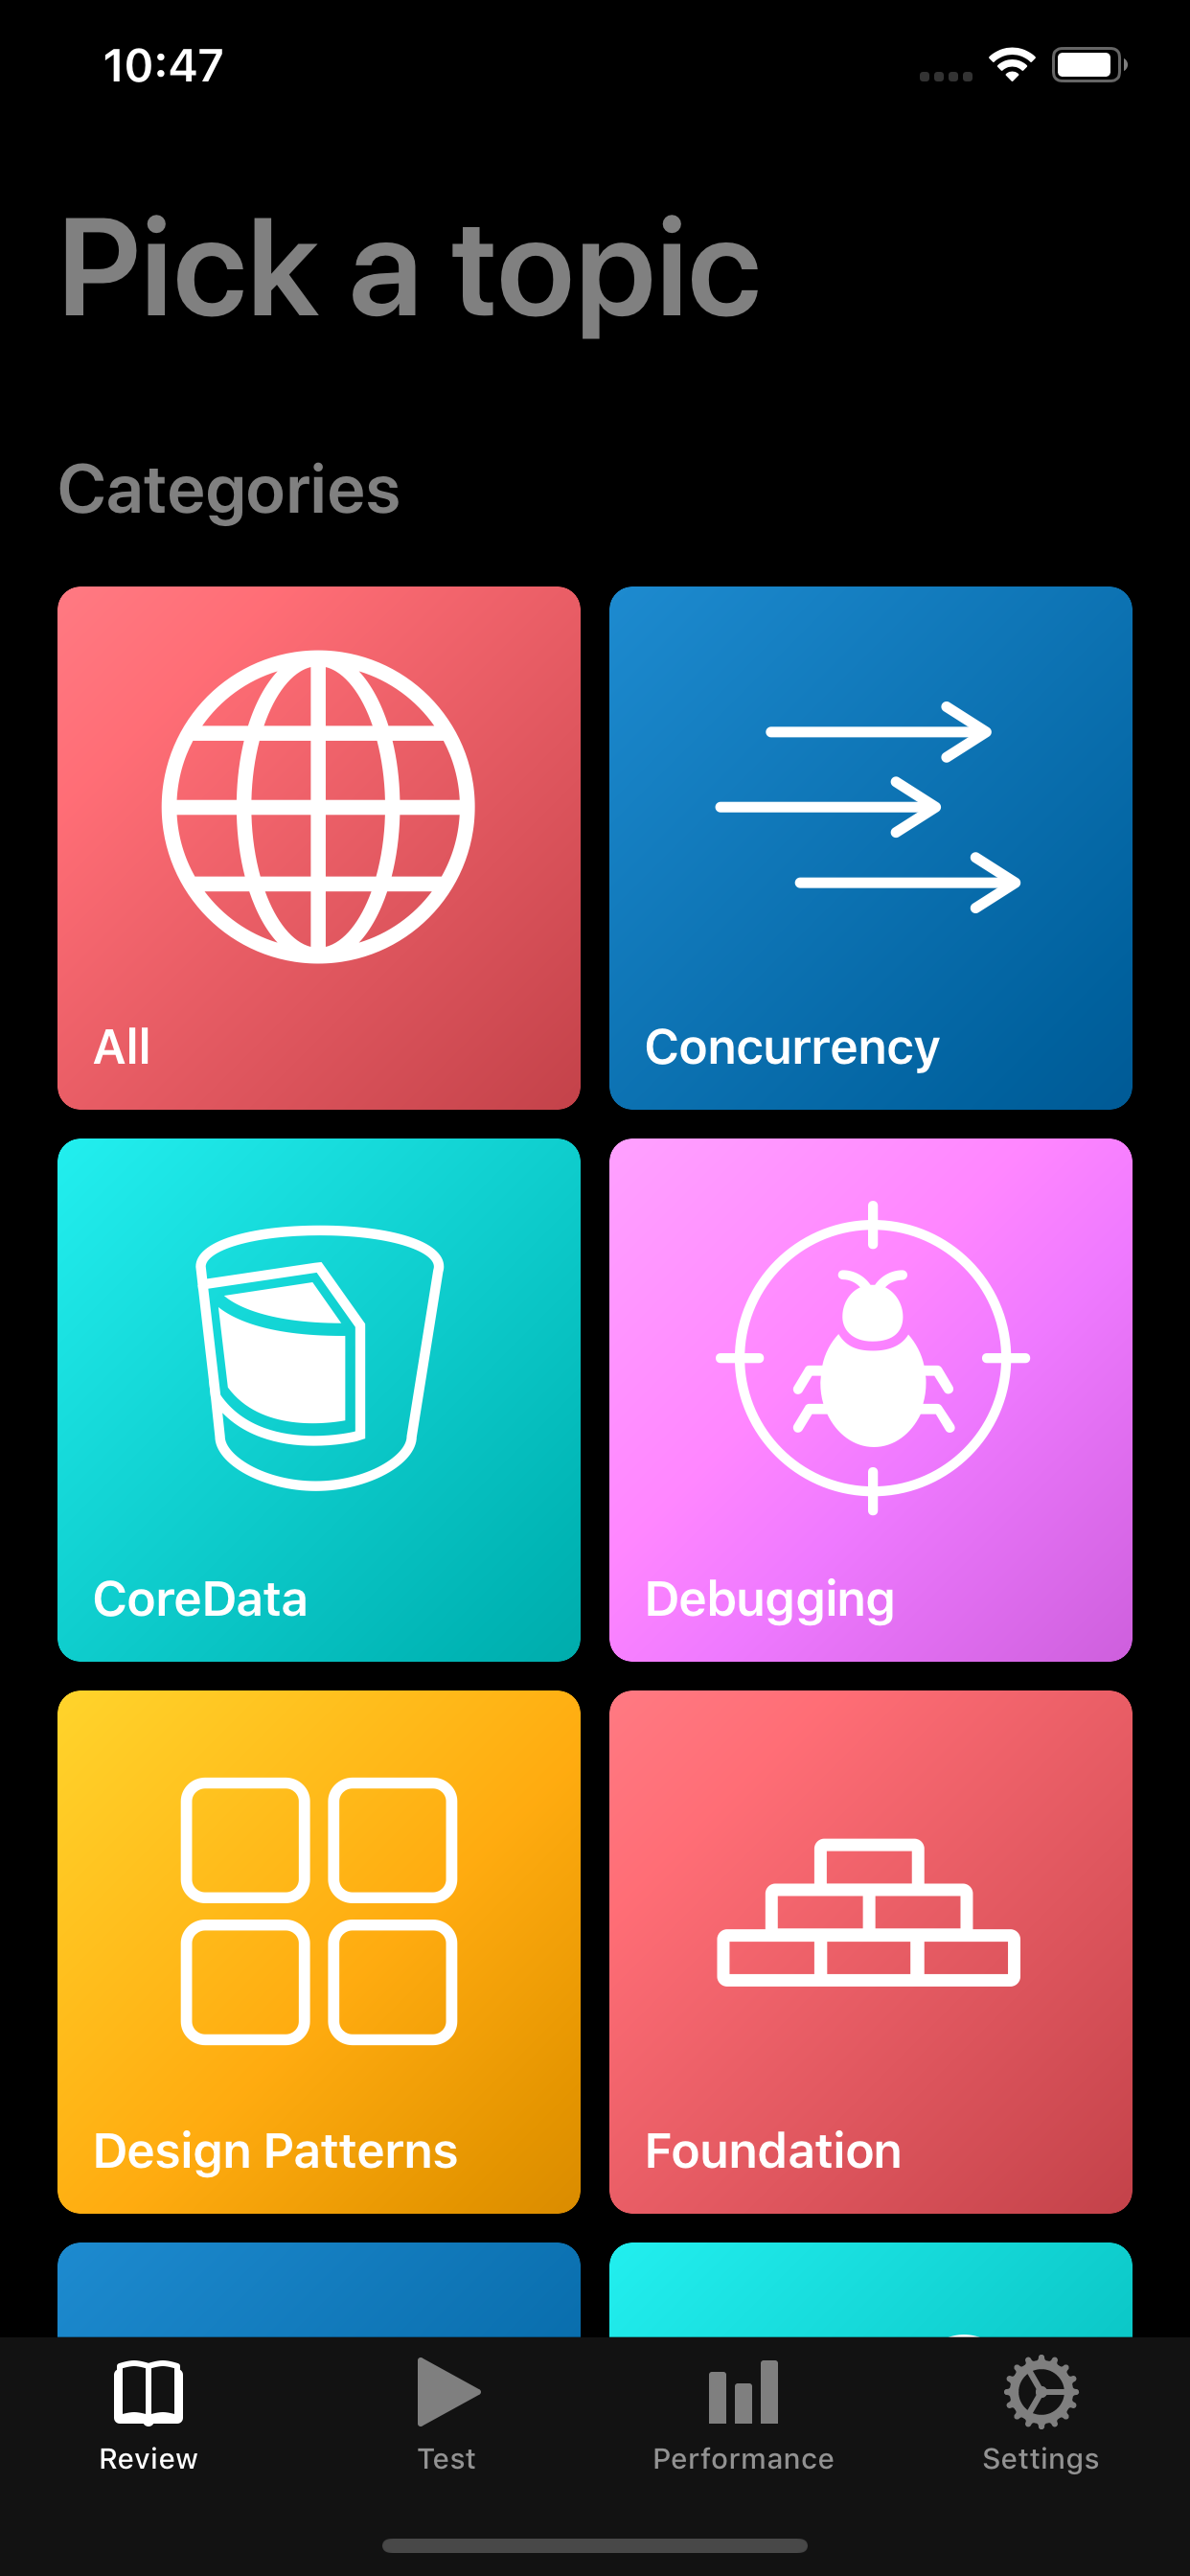 10:47
Pick a topic
Categories
All
Concurrency
CoreData
Debugging
Design Patterns
Foundation
Review
Test
Performance
Settings